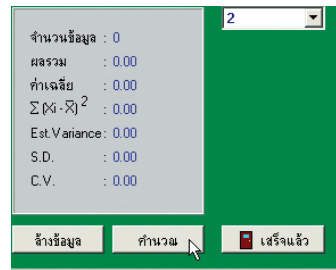 2
จำนวนข้อมูล : 0
ผลรวม : 0.00
ค่าเฉลี่ย : 0.00
Σ(Xi - X̄)² : 0.00
Est.Variance : 0.00
S.D. : 0.00
C.V. : 0.00
ล้างข้อมูล คำนวณ เสร็จแล้ว